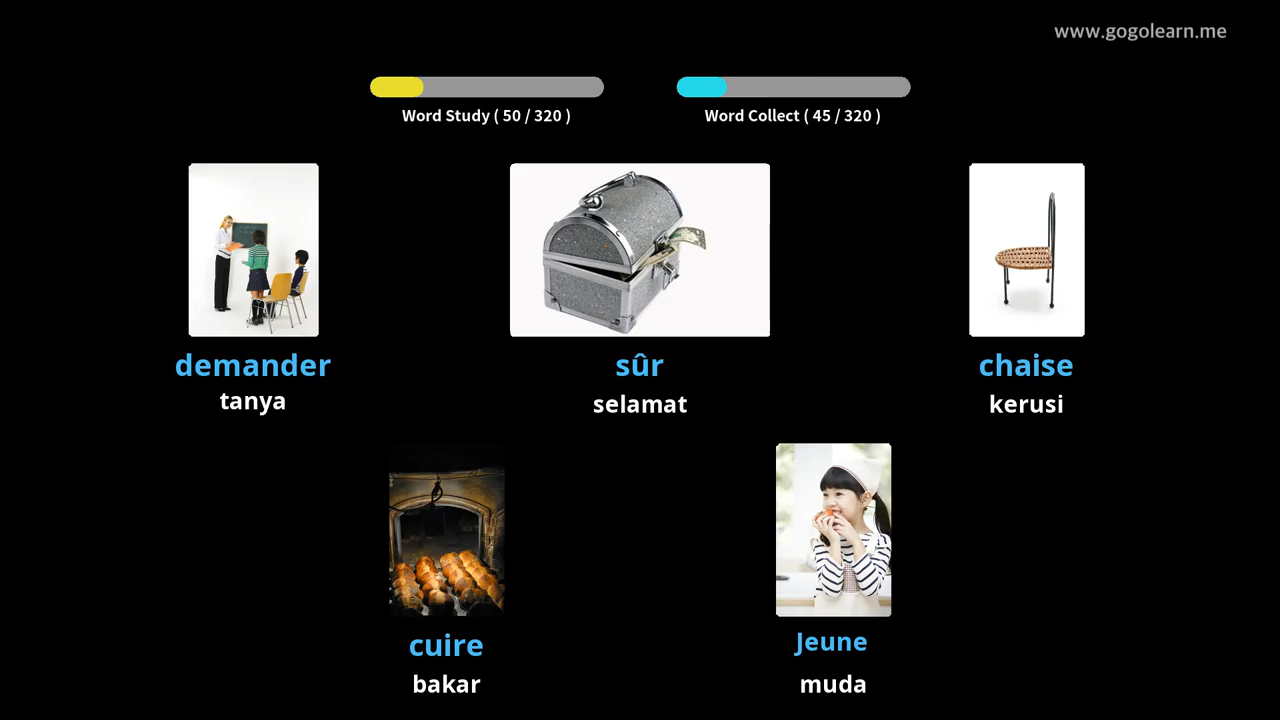 www.gogolearn.me
Word Study ( 50 / 320 )
Word Collect ( 45 / 320 )
demander
tanya
sûr
selamat
chaise
kerusi
cuire
bakar
Jeune
muda